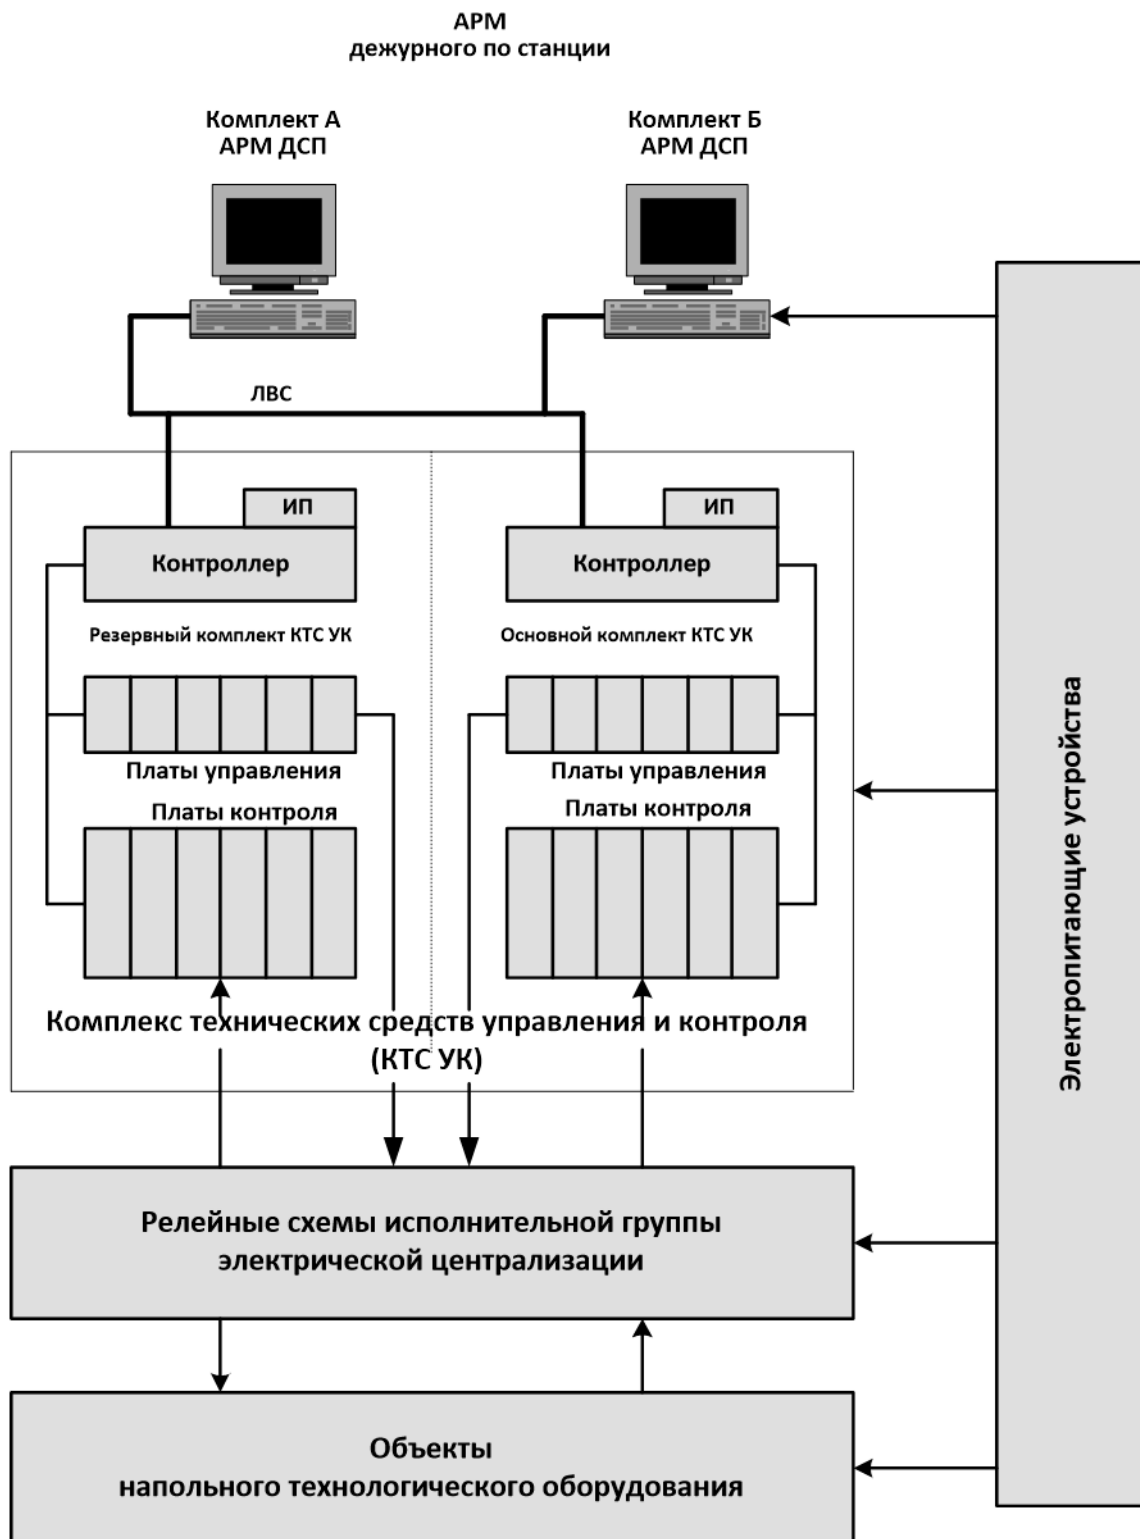 АРМ
дежурного по станции
Комплект А
АРМ ДСП
Комплект Б
АРМ ДСП
ЛВС
ИП
Контроллер
ИП
Контроллер
Резервный комплект КТС УК
Основной комплект КТС УК
Платы управления
Платы контроля
Платы управления
Платы контроля
Комплекс технических средств управления и контроля
(КТС УК)
Релейные схемы исполнительной группы
электрической централизации
Объекты
напольного технологического оборудования
Электропитающие устройства